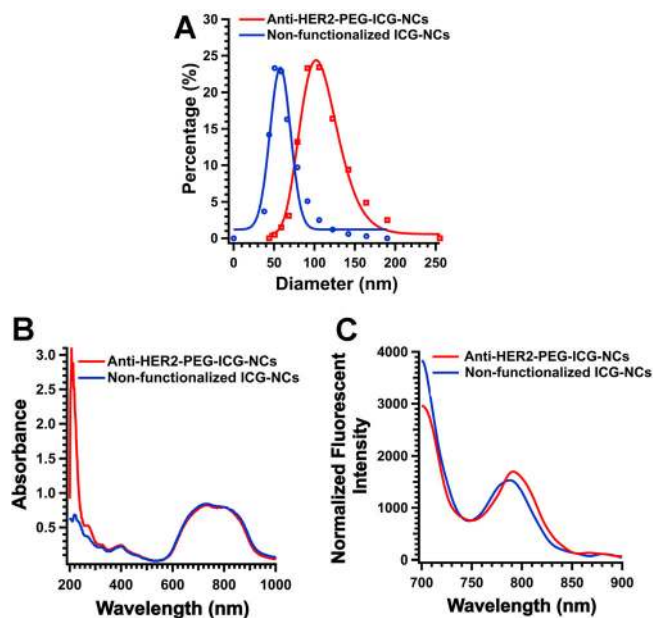 A
Anti-HER2-PEG-ICG-NCs
Non-functionalized ICG-NCs
Percentage (%)
30
25
20
15
10
5
0
0 50 100 150 200 250
Diameter (nm)
B
Anti-HER2-PEG-ICG-NCs
Non-functionalized ICG-NCs
Absorbance
3.0
2.5
2.0
1.5
1.0
0.5
200 400 600 800 1000
Wavelength (nm)
C
Anti-HER2-PEG-ICG-NCs
Non-functionalized ICG-NCs
Normalized Fluorescent
Intensity
4000
3000
2000
1000
0
700 750 800 850 900
Wavelength (nm)